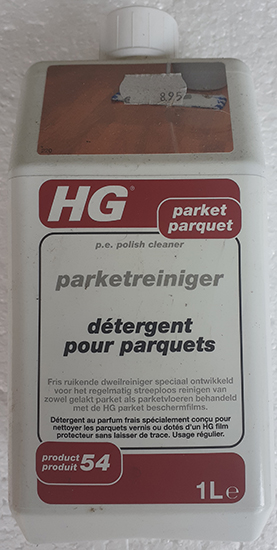 8.95
HG®
parket
parquet
p.e. polish cleaner
parketreiniger
détergent
pour parquets
Fris ruikende dweilreiniger speciaal ontwikkeld
voor het regelmatig streeploos reinigen van
zowel gelakt parket als parketvloeren behandeld
met de HG parket beschermfilms.
Détergent au parfum frais spécialement conçu pour
nettoyer les parquets vernis ou dotés d'un HG film
protecteur sans laisser de trace. Usage régulier.
product
produit 54
1L℮